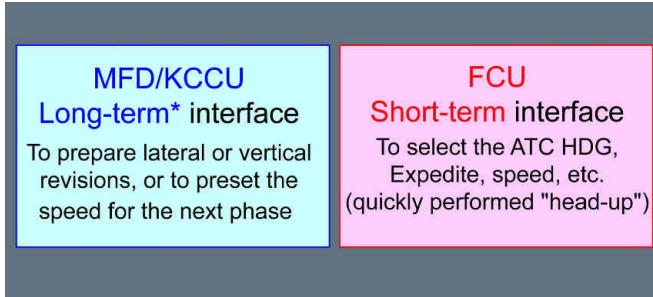 MFD/KCCU
Long-term* interface
To prepare lateral or vertical
revisions, or to preset the
speed for the next phase
FCU
Short-term interface
To select the ATC HDG,
Expedite, speed, etc.
(quickly performed "head-up")